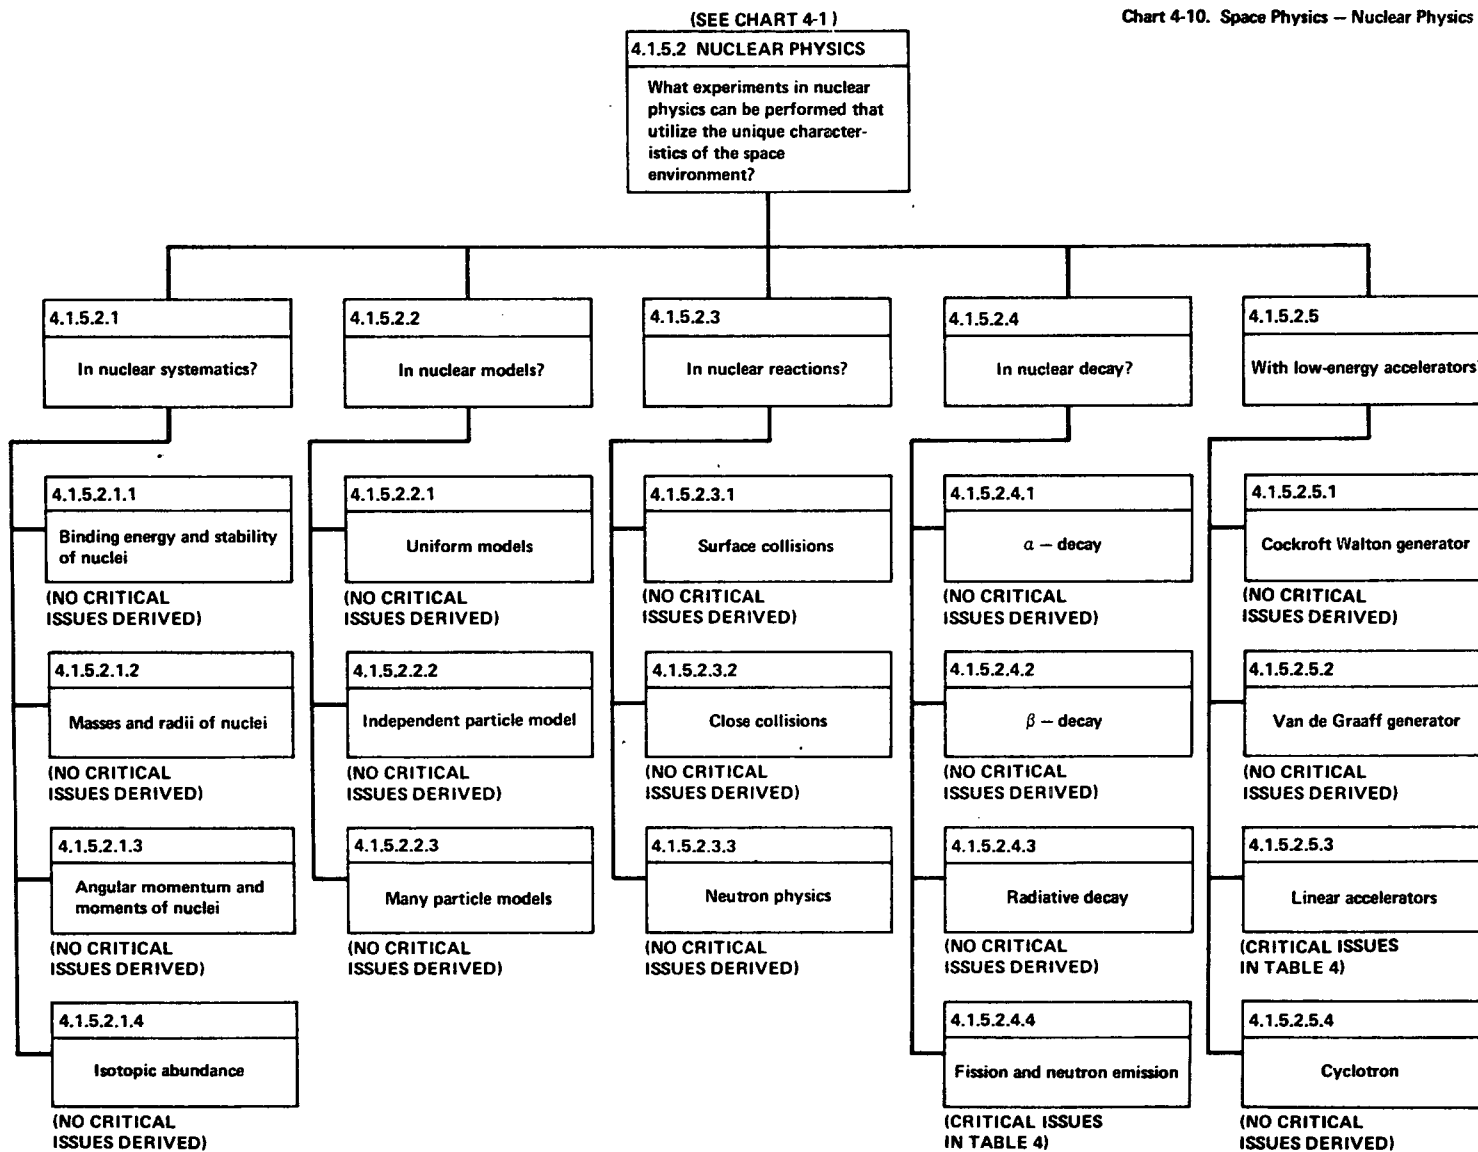 (SEE CHART 4-1)
Chart 4-10. Space Physics — Nuclear Physics
4.1.5.2 NUCLEAR PHYSICS
What experiments in nuclear
physics can be performed that
utilize the unique character-
istics of the space
environment?
4.1.5.2.1
In nuclear systematics?
4.1.5.2.2
In nuclear models?
4.1.5.2.3
In nuclear reactions?
4.1.5.2.4
In nuclear decay?
4.1.5.2.5
With low-energy accelerators?
4.1.5.2.1.1
Binding energy and stability
of nuclei
(NO CRITICAL
ISSUES DERIVED)
4.1.5.2.1.2
Masses and radii of nuclei
(NO CRITICAL
ISSUES DERIVED)
4.1.5.2.1.3
Angular momentum and
moments of nuclei
(NO CRITICAL
ISSUES DERIVED)
4.1.5.2.1.4
Isotopic abundance
(NO CRITICAL
ISSUES DERIVED)
4.1.5.2.2.1
Uniform models
(NO CRITICAL
ISSUES DERIVED)
4.1.5.2.2.2
Independent particle model
(NO CRITICAL
ISSUES DERIVED)
4.1.5.2.2.3
Many particle models
(NO CRITICAL
ISSUES DERIVED)
4.1.5.2.3.1
Surface collisions
(NO CRITICAL
ISSUES DERIVED)
4.1.5.2.3.2
Close collisions
(NO CRITICAL
ISSUES DERIVED)
4.1.5.2.3.3
Neutron physics
(NO CRITICAL
ISSUES DERIVED)
4.1.5.2.4.1
α — decay
(NO CRITICAL
ISSUES DERIVED)
4.1.5.2.4.2
β — decay
(NO CRITICAL
ISSUES DERIVED)
4.1.5.2.4.3
Radiative decay
(NO CRITICAL
ISSUES DERIVED)
4.1.5.2.4.4
Fission and neutron emission
(CRITICAL ISSUES
IN TABLE 4)
4.1.5.2.5.1
Cockroft Walton generator
(NO CRITICAL
ISSUES DERIVED)
4.1.5.2.5.2
Van de Graaff generator
(NO CRITICAL
ISSUES DERIVED)
4.1.5.2.5.3
Linear accelerators
(CRITICAL ISSUES
IN TABLE 4)
4.1.5.2.5.4
Cyclotron
(NO CRITICAL
ISSUES DERIVED)